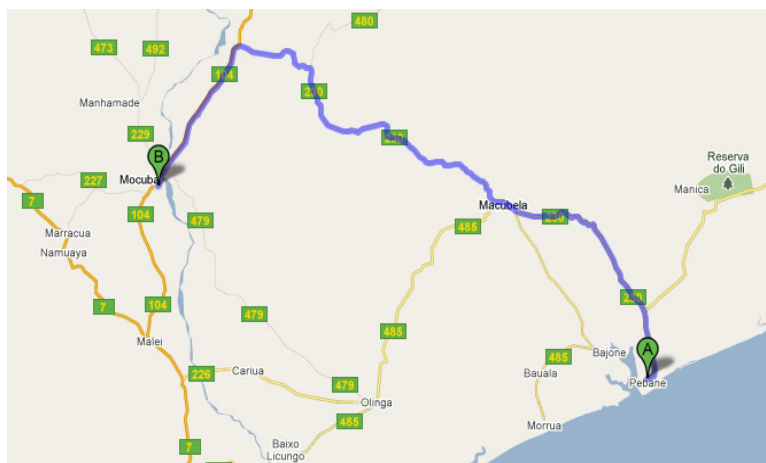 480
473
492
104
230
Manhamade
229
230
B
Mocuba
Reserva
do Gili
227
Manica
7
104
479
Macubela
485
230
Marracua
Namuaya
230
7
104
479
485
Malei
A
Bajone
485
226
Cariua
Bauala
479
Pebane
Olinga
485
Morrua
Baixo
Licungo
7